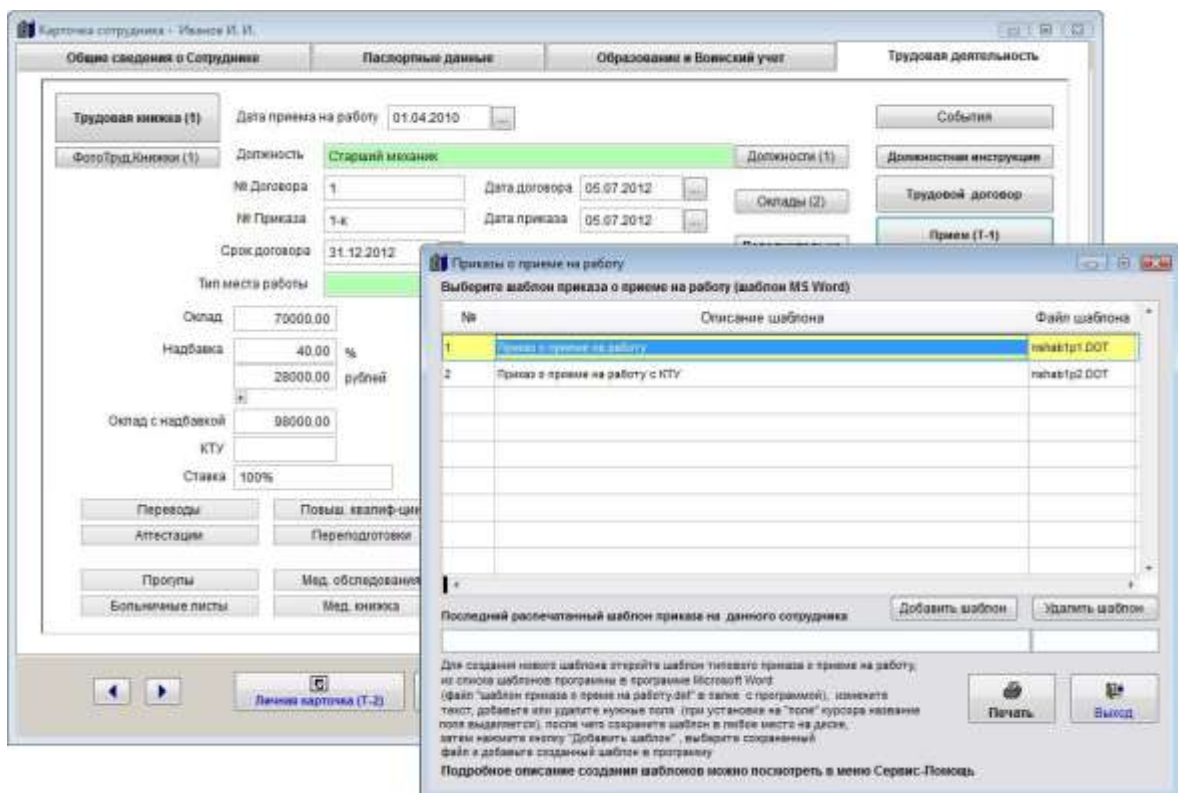 Карточка сотрудника - Иванов И. И.
Общие сведения о Сотруднике
Паспортные данные
Образование и Воинский учет
Трудовая деятельность
Трудовая книжка (1)
Дата приема на работу 01.04.2010 ...
События
ФотоТруд.Книжки (1)
Должность Старший механик
Должности (1)
Должностная инструкция
№ Договора 1
Дата договора 05.07.2012 ...
Оклады (2)
Трудовой договор
№ Приказа 1-к
Дата приказа 05.07.2012 ...
Прием (Т-1)
Срок договора 31.12.2012
Тип места работы
Оклад 70000.00
Надбавка 40.00 %
28000.00 рублей
Оклад с надбавкой 98000.00
КТУ
Ставка 100%
Переводы
Повыш. квалиф-ции
Аттестации
Переподготовки
Прогулы
Мед. обследования
Больничные листы
Мед. книжка
Личная карточка (Т-2)
Приказы о приеме на работу
Выберите шаблон приказа о приеме на работу (шаблон MS Word)
№ Описание шаблона Файл шаблона
1 Приказ о приеме на работу nshab1p1.DOT
2 Приказ о приеме на работу с КТУ nshab1p2.DOT
Последний распечатанный шаблон приказа на данного сотрудника
Добавить шаблон
Удалить шаблон
Для создания нового шаблона откройте шаблон типового приказа о приеме на работу,
из списка шаблонов программы в программе Microsoft Word
(файл "шаблон приказа о преме на работу.dot" в папке с программой), измените
текст, добавьте или удалите нужные поля (при установке на "поле" курсора название
поля выделяется), после чего сохраните шаблон в любое место на диске,
затем нажмите кнопку "Добавить шаблон" , выберите сохраненный
файл и добавьте созданный шаблон в программу
Печать
Выход
Подробное описание создания шаблонов можно посмотреть в меню Сервис-Помощь